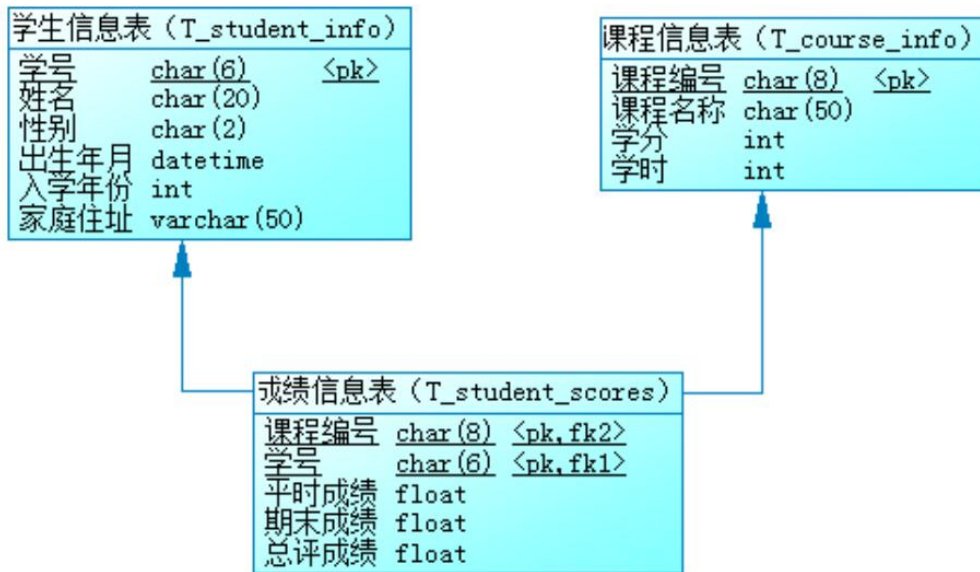 学生信息表（T_student_info）
学号 char(6) <pk>
姓名 char(20)
性别 char(2)
出生年月 datetime
入学年份 int
家庭住址 varchar(50)
课程信息表（T_course_info）
课程编号 char(8) <pk>
课程名称 char(50)
学分 int
学时 int
成绩信息表（T_student_scores）
课程编号 char(8) <pk,fk2>
学号 char(6) <pk,fk1>
平时成绩 float
期末成绩 float
总评成绩 float